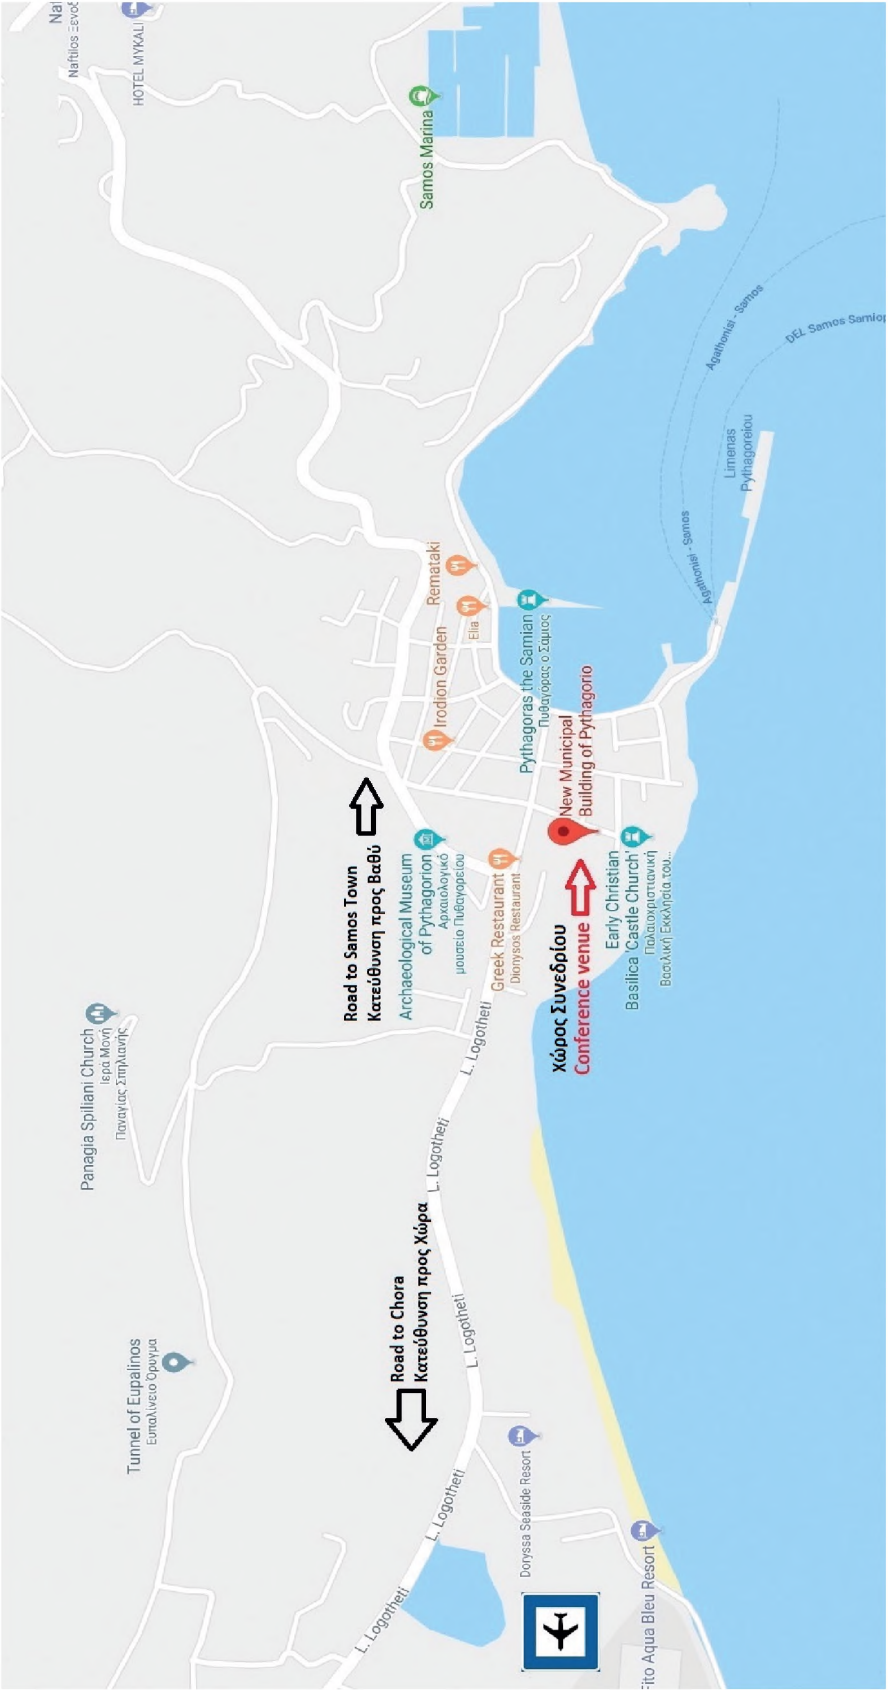 Naftilos Ξενοδ
HOTEL MYKALI
Samos Marina
Agathonisi - Samos
DEL Samos Samiop
Limenas
Pythagoreiou
Agathonisi - Samos
Remataki
Elia
Irodion Garden
Pythagoras the Samian
Πυθαγόρας ο Σάμιος
New Municipal
Building of Pythagorio
Road to Samos Town
Κατεύθυνση προς Βαθύ
Archaeological Museum
of Pythagorion
Αρχαιολογικό
μουσείο Πυθαγορείου
Greek Restaurant
Dionysos Restaurant
Χώρος Συνεδρίου
Conference venue
Early Christian
Basilica 'Castle Church'
Παλαιοχριστιανική
Βασιλική Εκκλησία του...
Panagia Spiliani Church
Ιερά Μονή
Παναγίας Σπηλιανής
L. Logotheti
L. Logotheti
Road to Chora
Κατεύθυνση προς Χώρα
L. Logotheti
Tunnel of Eupalinos
Ευπαλίνειο Όρυγμα
L. Logotheti
Doryssa Seaside Resort
L. Logotheti
Fito Aqua Bleu Resort